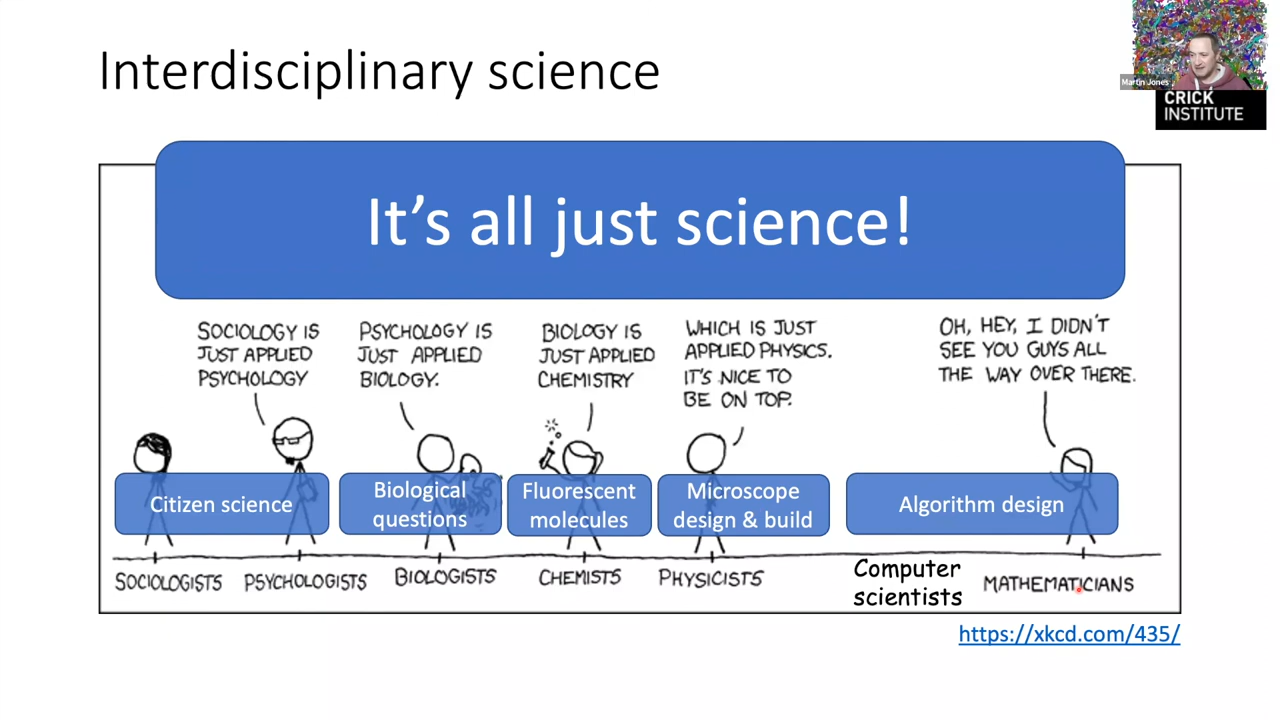 Interdisciplinary science
Martin Jones
CRICK
INSTITUTE
It's all just science!
SOCIOLOGY IS
JUST APPLIED
PSYCHOLOGY
PSYCHOLOGY IS
JUST APPLIED
BIOLOGY.
BIOLOGY IS
JUST APPLIED
CHEMISTRY
WHICH IS JUST
APPLIED PHYSICS.
IT'S NICE TO
BE ON TOP.
OH, HEY, I DIDN'T
SEE YOU GUYS ALL
THE WAY OVER THERE.
Citizen science
Biological
questions
Fluorescent
molecules
Microscope
design & build
Algorithm design
SOCIOLOGISTS
PSYCHOLOGISTS
BIOLOGISTS
CHEMISTS
PHYSICISTS
Computer
scientists
MATHEMATICIANS
https://xkcd.com/435/